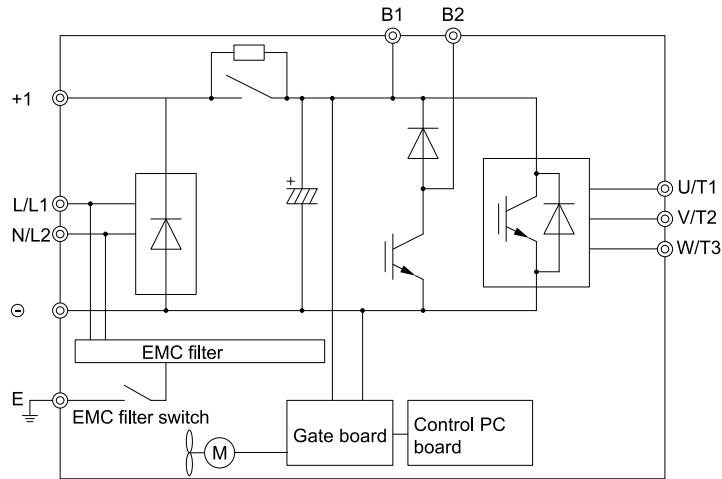 B1
B2
+1
+
L/L1
N/L2
U/T1
V/T2
W/T3
⊖
EMC filter
E
EMC filter switch
M
Gate board
Control PC
board